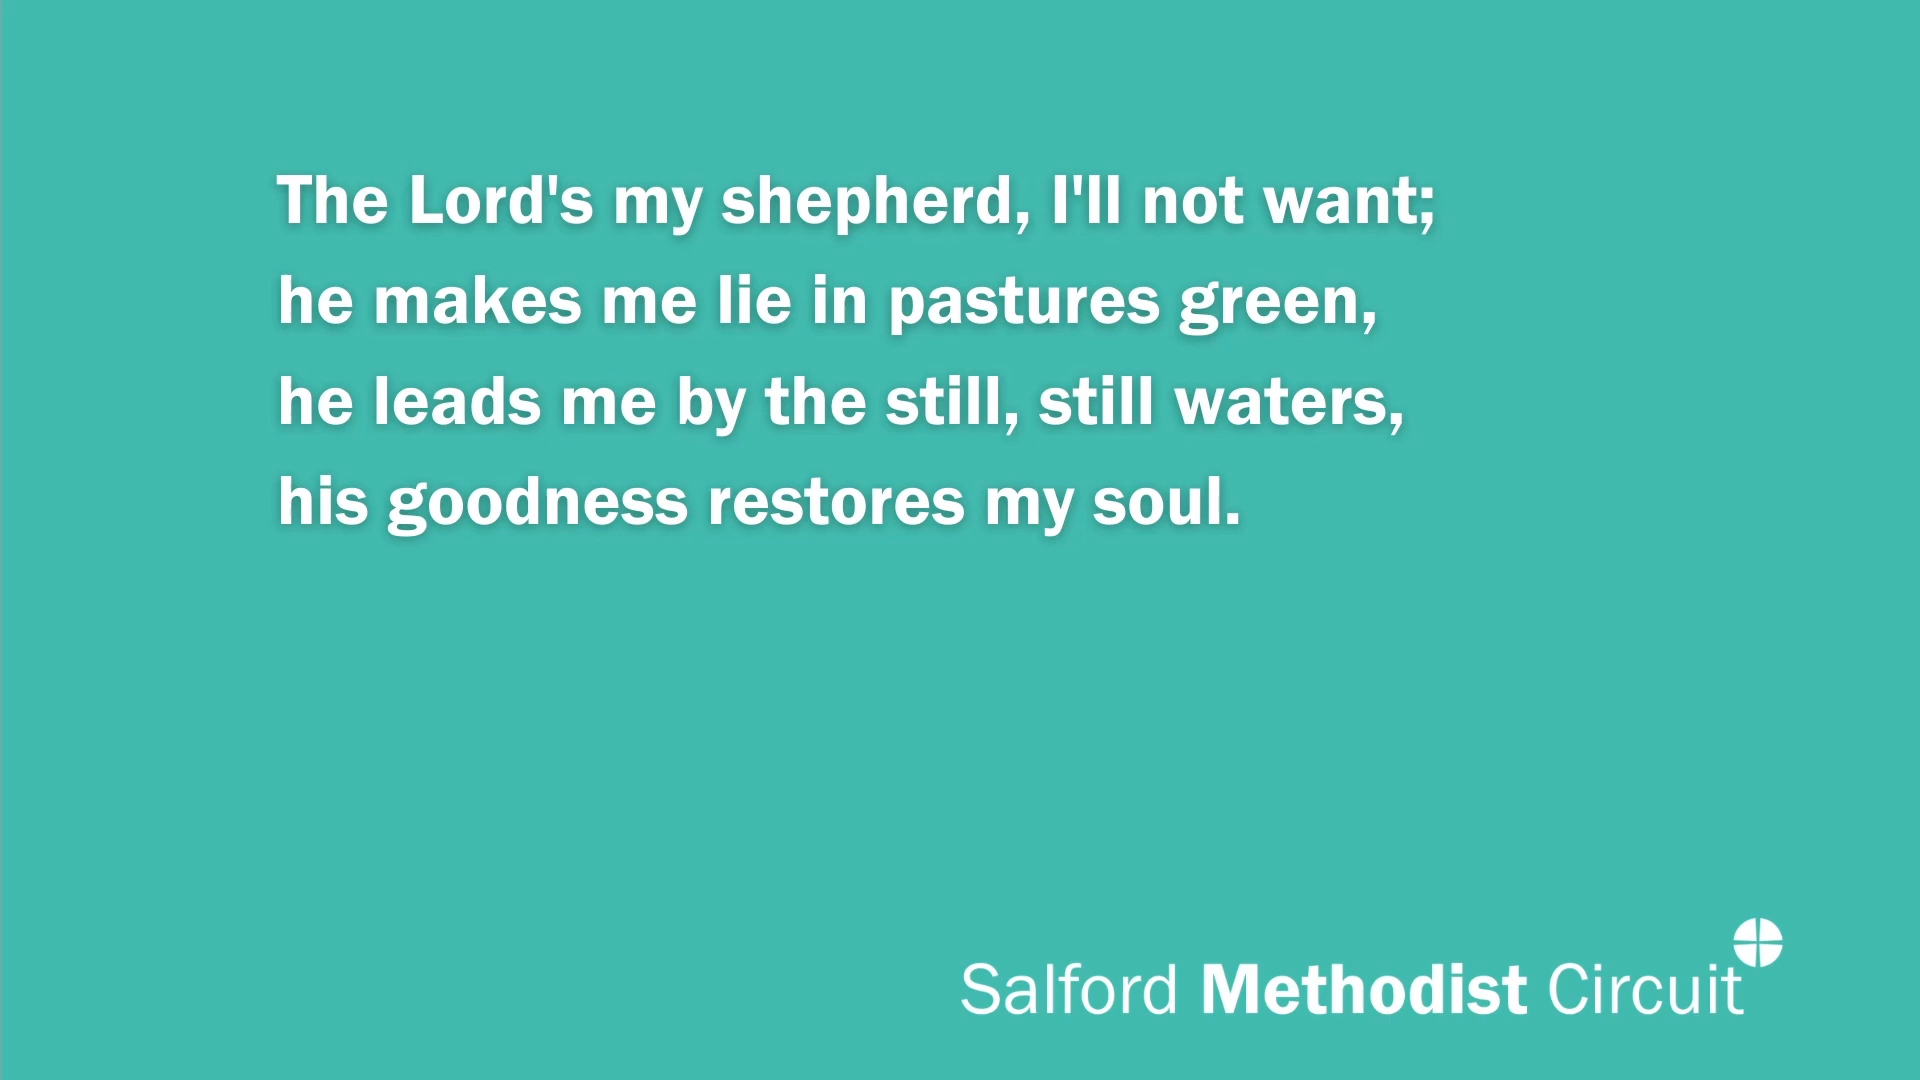 The Lord's my shepherd, I'll not want;
he makes me lie in pastures green,
he leads me by the still, still waters,
his goodness restores my soul.
Salford Methodist Circuit